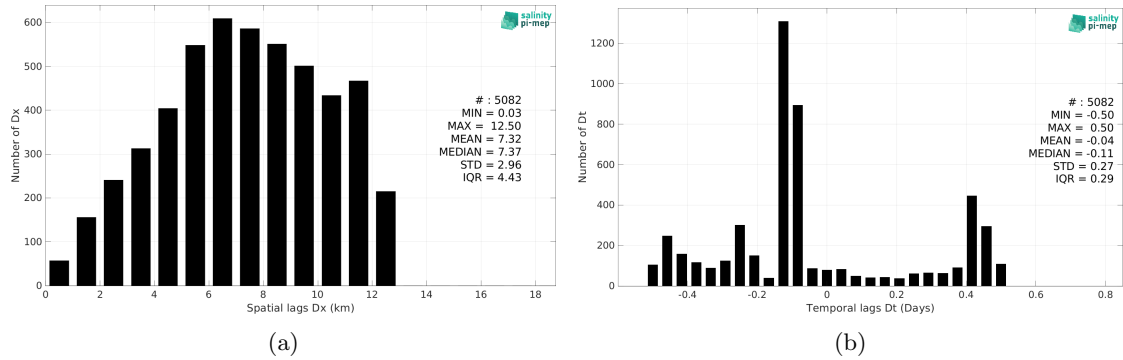 salinity
pi-mep
Number of Dx
600
500
400
300
200
100
0
# : 5082
MIN = 0.03
MAX = 12.50
MEAN = 7.32
MEDIAN = 7.37
STD = 2.96
IQR = 4.43
0 2 4 6 8 10 12 14 16 18
Spatial lags Dx (km)
(a)
salinity
pi-mep
Number of Dt
1200
1000
800
600
400
200
0
# : 5082
MIN = -0.50
MAX = 0.50
MEAN = -0.04
MEDIAN = -0.11
STD = 0.27
IQR = 0.29
-0.4 -0.2 0 0.2 0.4 0.6 0.8
Temporal lags Dt (Days)
(b)